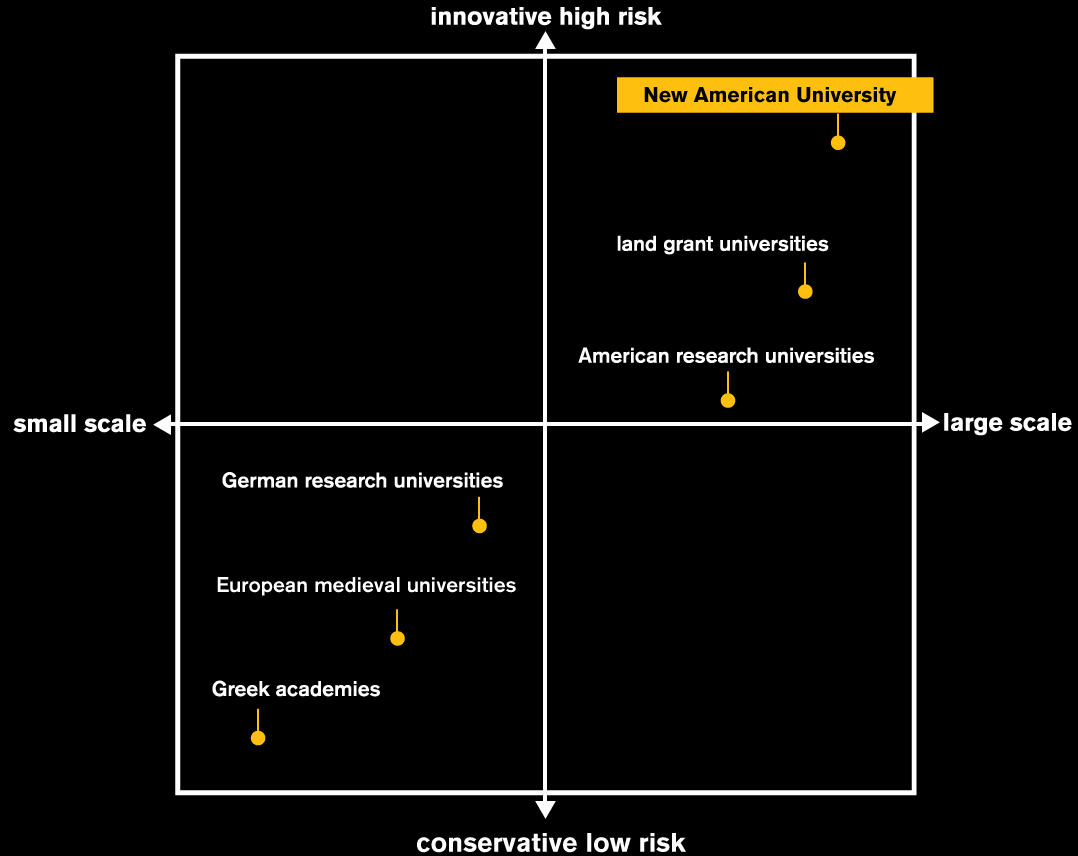 innovative high risk
New American University
land grant universities
American research universities
small scale
large scale
German research universities
European medieval universities
Greek academies
conservative low risk